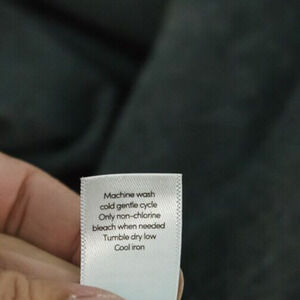 Machine wash
cold gentle cycle
Only non-chlorine
bleach when needed
Tumble dry low
Cool iron